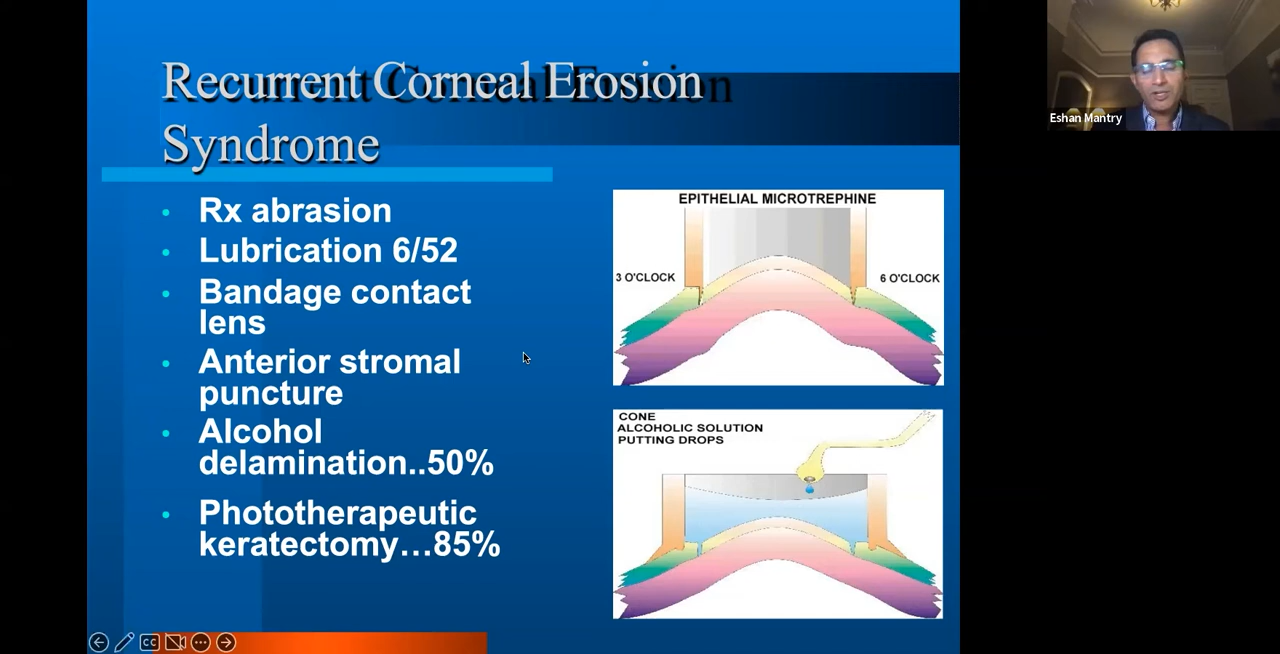 Recurrent Corneal Erosion
Syndrome
Rx abrasion
Lubrication 6/52
Bandage contact
lens
Anterior stromal
puncture
Alcohol
delamination..50%
Phototherapeutic
keratectomy...85%
EPITHELIAL MICROTREPHINE
3 O'CLOCK
6 O'CLOCK
CONE
ALCOHOLIC SOLUTION
PUTTING DROPS
Eshan Mantry
CC